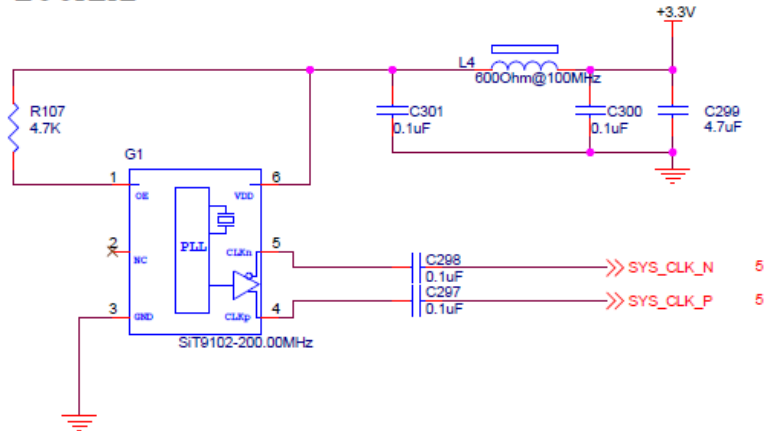 +3.3V
L4
600Ohm@100MHz
R107
4.7K
C301
0.1uF
C300
0.1uF
C299
4.7uF
G1
1
6
OE
VDD
2
5
NC
PLL
CLKn
C298
0.1uF
SYS_CLK_N
5
3
4
GND
CLKp
C297
0.1uF
SYS_CLK_P
5
SiT9102-200.00MHz